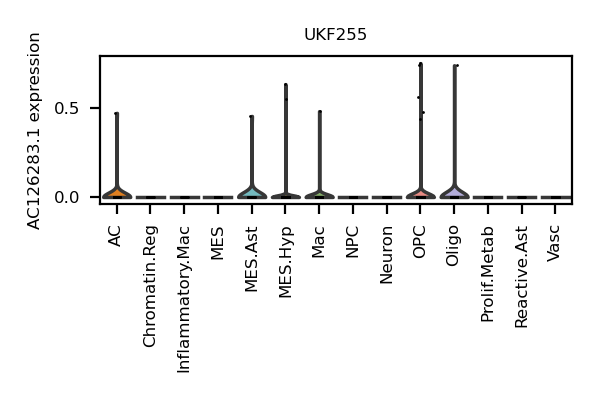 UKF255
AC126283.1 expression
0.5
0.0
AC
Chromatin.Reg
Inflammatory.Mac
MES
MES.Ast
MES.Hyp
Mac
NPC
Neuron
OPC
Oligo
Prolif.Metab
Reactive.Ast
Vasc